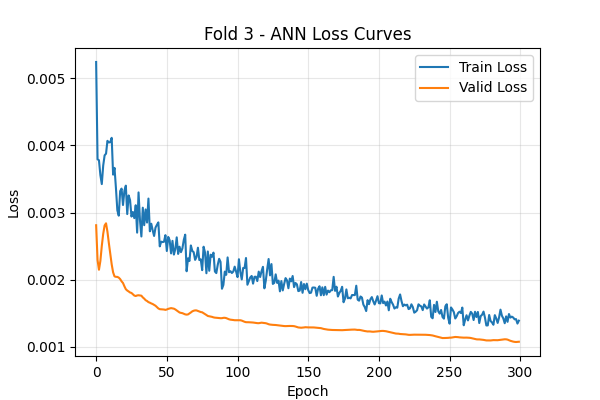 Fold 3 - ANN Loss Curves
Train Loss
Valid Loss
Loss
0.005
0.004
0.003
0.002
0.001
0 50 100 150 200 250 300
Epoch